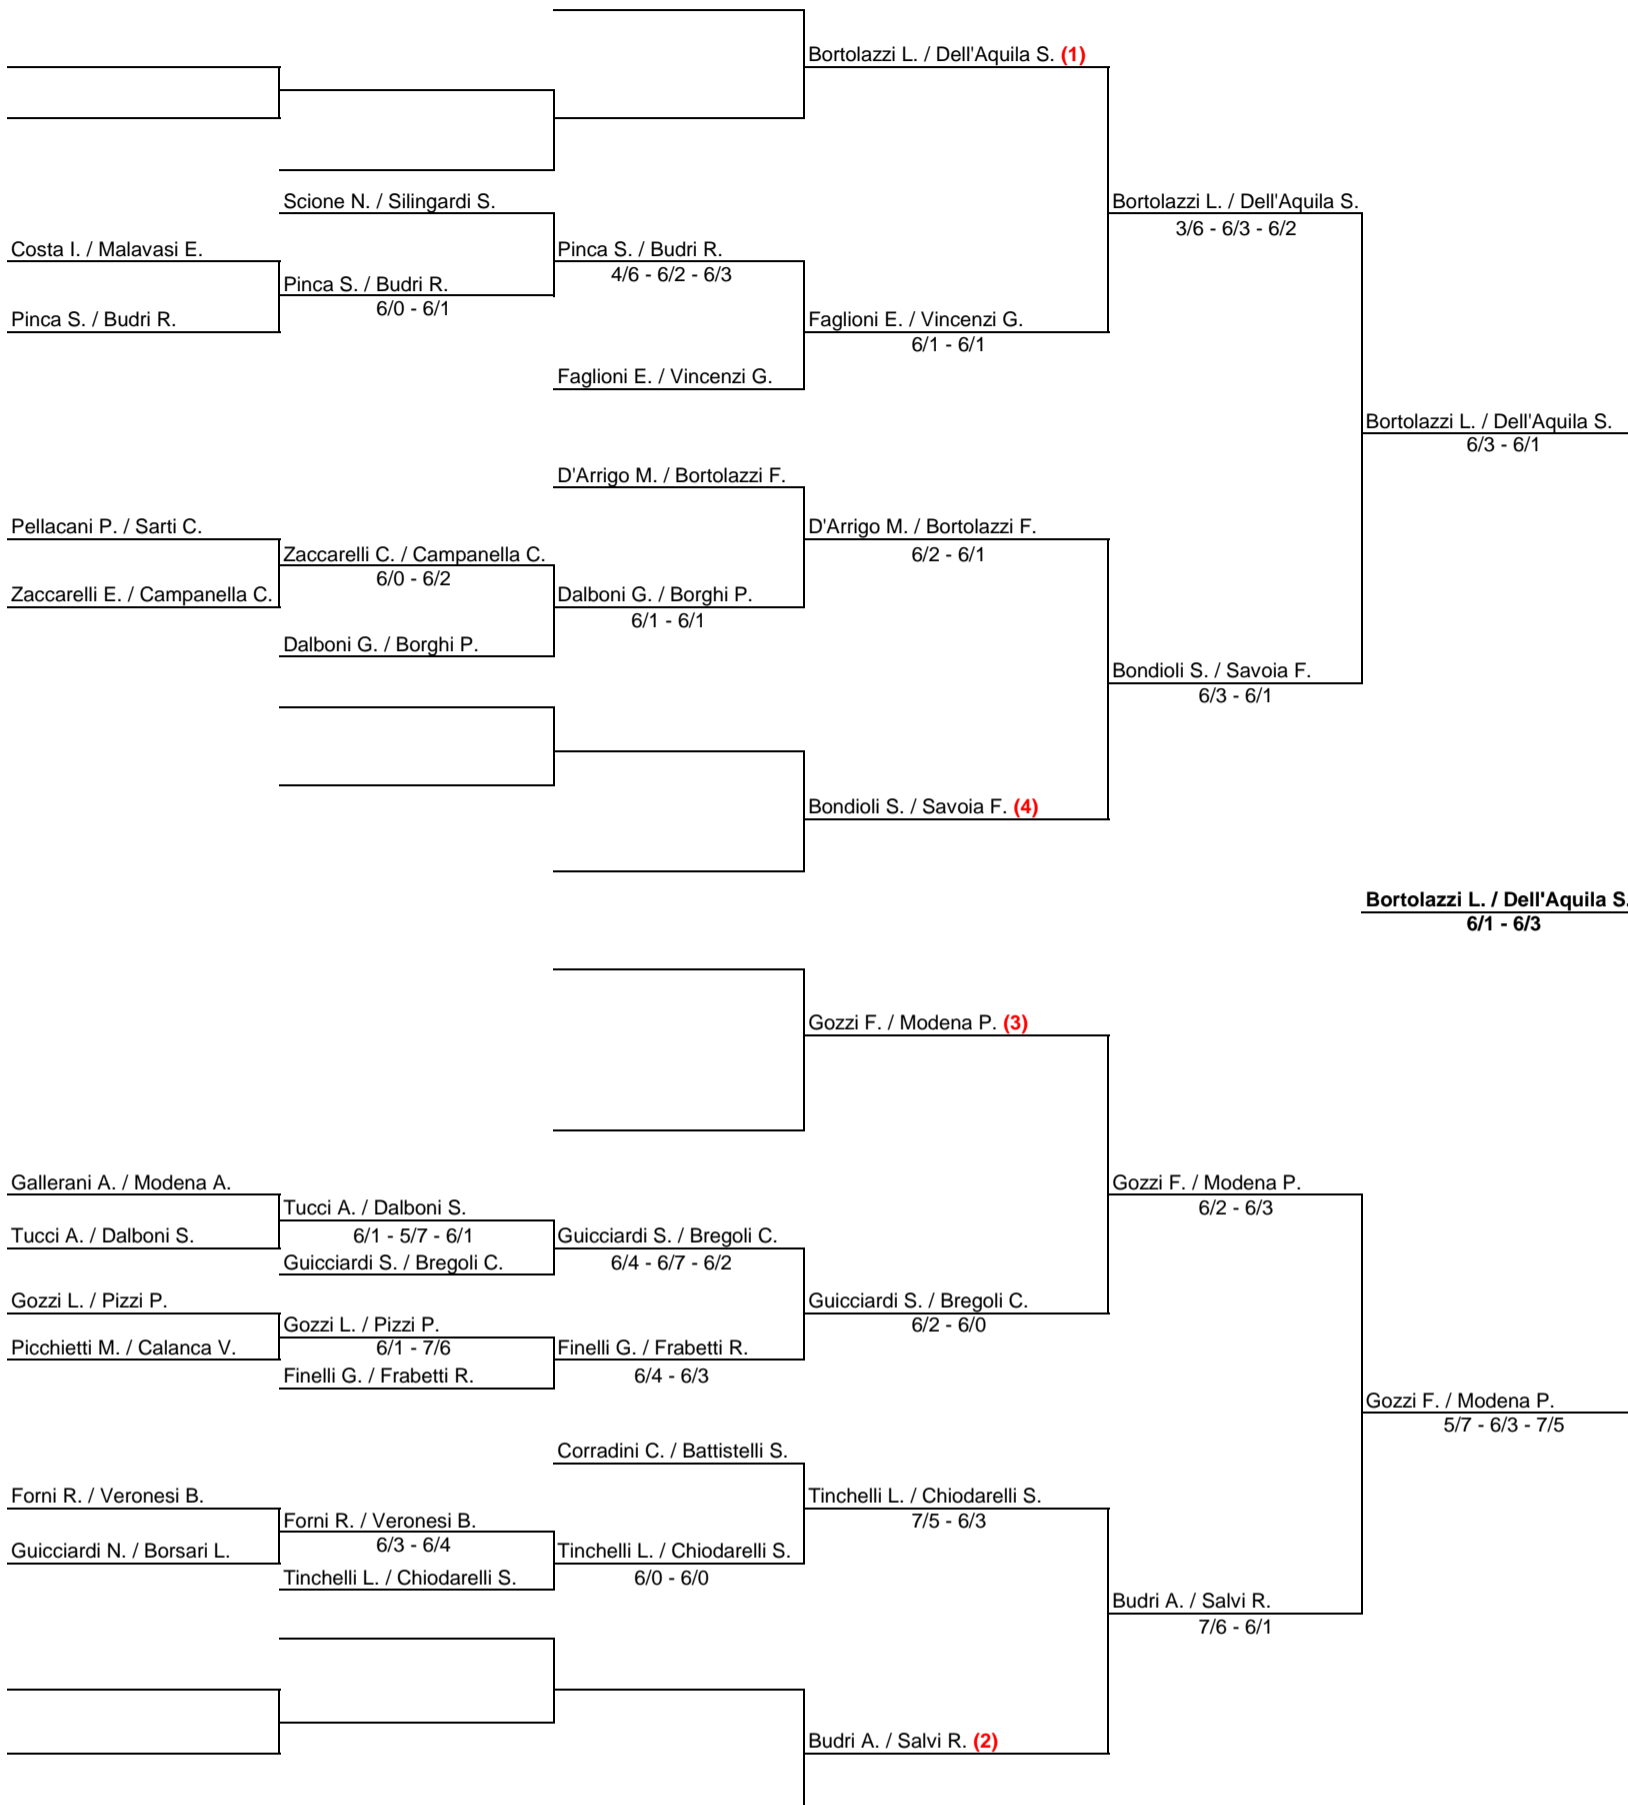 Bortolazzi L. / Dell'Aquila S. (1)
Scione N. / Silingardi S.
Bortolazzi L. / Dell'Aquila S.
3/6 - 6/3 - 6/2
Costa I. / Malavasi E.
Pinca S. / Budri R.
4/6 - 6/2 - 6/3
Pinca S. / Budri R.
6/0 - 6/1
Pinca S. / Budri R.
Faglioni E. / Vincenzi G.
6/1 - 6/1
Faglioni E. / Vincenzi G.
Bortolazzi L. / Dell'Aquila S.
6/3 - 6/1
D'Arrigo M. / Bortolazzi F.
Pellacani P. / Sarti C.
D'Arrigo M. / Bortolazzi F.
6/2 - 6/1
Zaccarelli C. / Campanella C.
6/0 - 6/2
Zaccarelli E. / Campanella C.
Dalboni G. / Borghi P.
6/1 - 6/1
Dalboni G. / Borghi P.
Bondioli S. / Savoia F.
6/3 - 6/1
Bondioli S. / Savoia F. (4)
Bortolazzi L. / Dell'Aquila S.
6/1 - 6/3
Gozzi F. / Modena P. (3)
Gallerani A. / Modena A.
Gozzi F. / Modena P.
6/2 - 6/3
Tucci A. / Dalboni S.
6/1 - 5/7 - 6/1
Tucci A. / Dalboni S.
Guicciardi S. / Bregoli C.
6/4 - 6/7 - 6/2
Guicciardi S. / Bregoli C.
Gozzi L. / Pizzi P.
Guicciardi S. / Bregoli C.
6/2 - 6/0
Gozzi L. / Pizzi P.
6/1 - 7/6
Picchietti M. / Calanca V.
Finelli G. / Frabetti R.
6/4 - 6/3
Finelli G. / Frabetti R.
Gozzi F. / Modena P.
5/7 - 6/3 - 7/5
Corradini C. / Battistelli S.
Forni R. / Veronesi B.
Tinchelli L. / Chiodarelli S.
7/5 - 6/3
Forni R. / Veronesi B.
6/3 - 6/4
Guicciardi N. / Borsari L.
Tinchelli L. / Chiodarelli S.
6/0 - 6/0
Tinchelli L. / Chiodarelli S.
Budri A. / Salvi R.
7/6 - 6/1
Budri A. / Salvi R. (2)